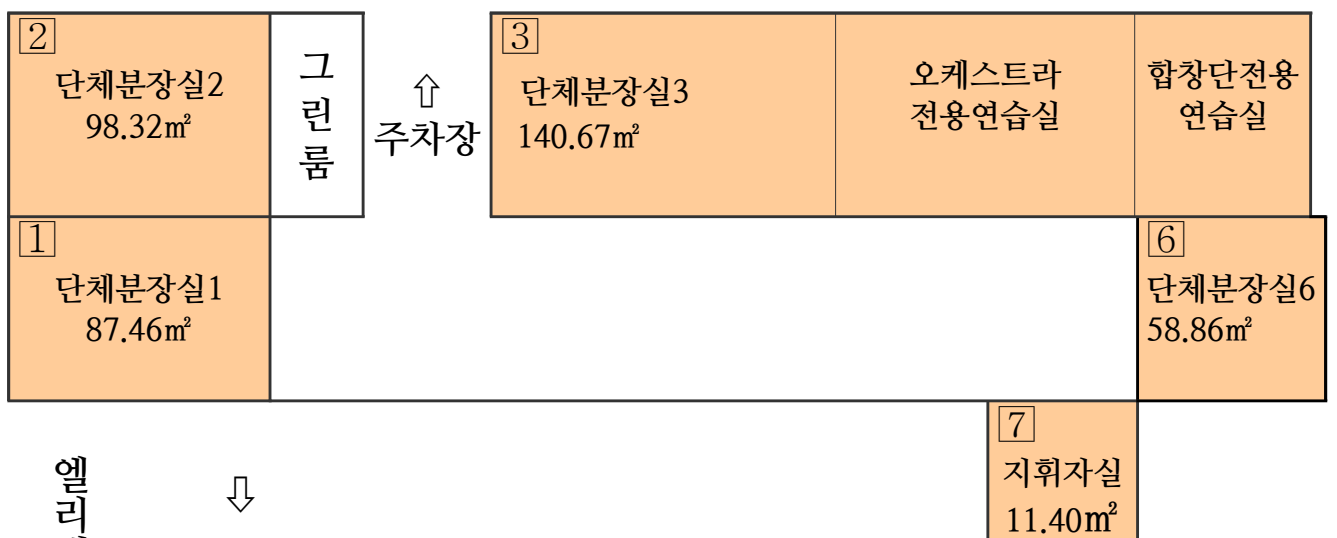 2
단체분장실2
98.32㎡
그린룸
⇧
주차장
3
단체분장실3
140.67㎡
오케스트라
전용연습실
합창단전용
연습실
1
단체분장실1
87.46㎡
6
단체분장실6
58.86㎡
7
지휘자실
11.40㎡
엘리
⇩